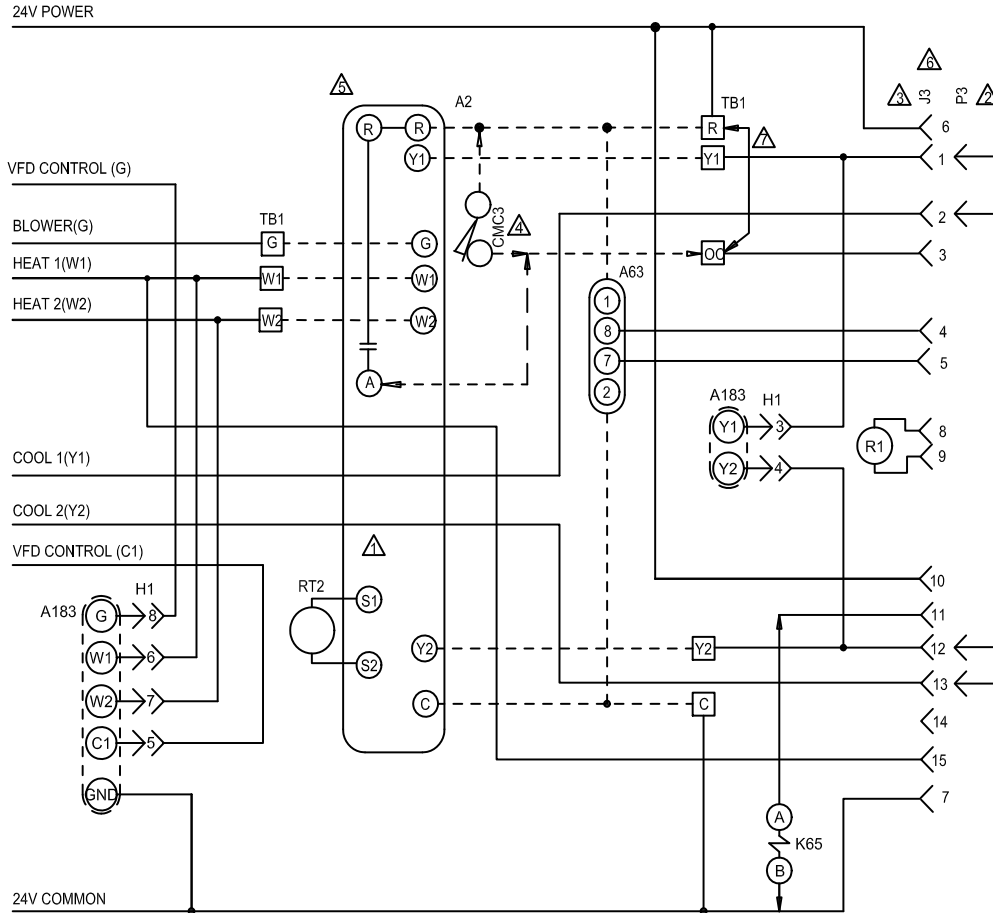 24V POWER
6
5
A2
TB1
3
J3
P3
2
R
R
R
7
6
Y1
Y1
1
VFD CONTROL (G)
CMC3
4
2
BLOWER(G)
TB1
G
G
OC
3
HEAT 1(W1)
W1
W1
A63
1
HEAT 2(W2)
W2
W2
8
4
7
5
A
2
A183
H1
Y1
3
R1
8
9
COOL 1(Y1)
Y2
4
COOL 2(Y2)
VFD CONTROL (C1)
1
10
A183
H1
RT2
S1
G
8
11
Y2
Y2
12
W1
6
S2
13
W2
7
C
C
14
C1
5
15
GND
7
A
K65
B
24V COMMON